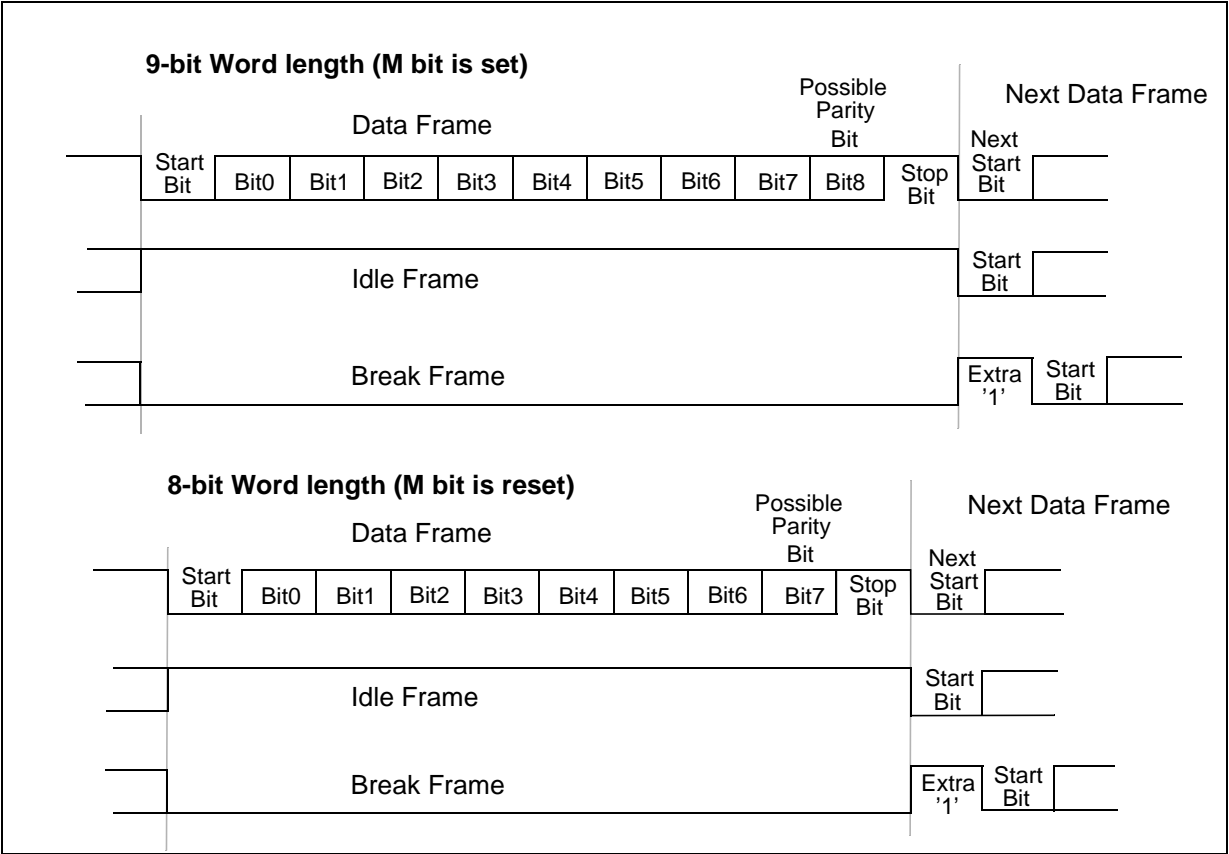 9-bit Word length (M bit is set)
Possible
Parity
Bit
Next Data Frame
Data Frame
Next
Start
Bit
Start
Bit
Bit0
Bit1
Bit2
Bit3
Bit4
Bit5
Bit6
Bit7
Bit8
Stop
Bit
Idle Frame
Start
Bit
Break Frame
Extra
'1'
Start
Bit
8-bit Word length (M bit is reset)
Possible
Parity
Bit
Next Data Frame
Data Frame
Next
Start
Bit
Start
Bit
Bit0
Bit1
Bit2
Bit3
Bit4
Bit5
Bit6
Bit7
Stop
Bit
Idle Frame
Start
Bit
Break Frame
Extra
'1'
Start
Bit